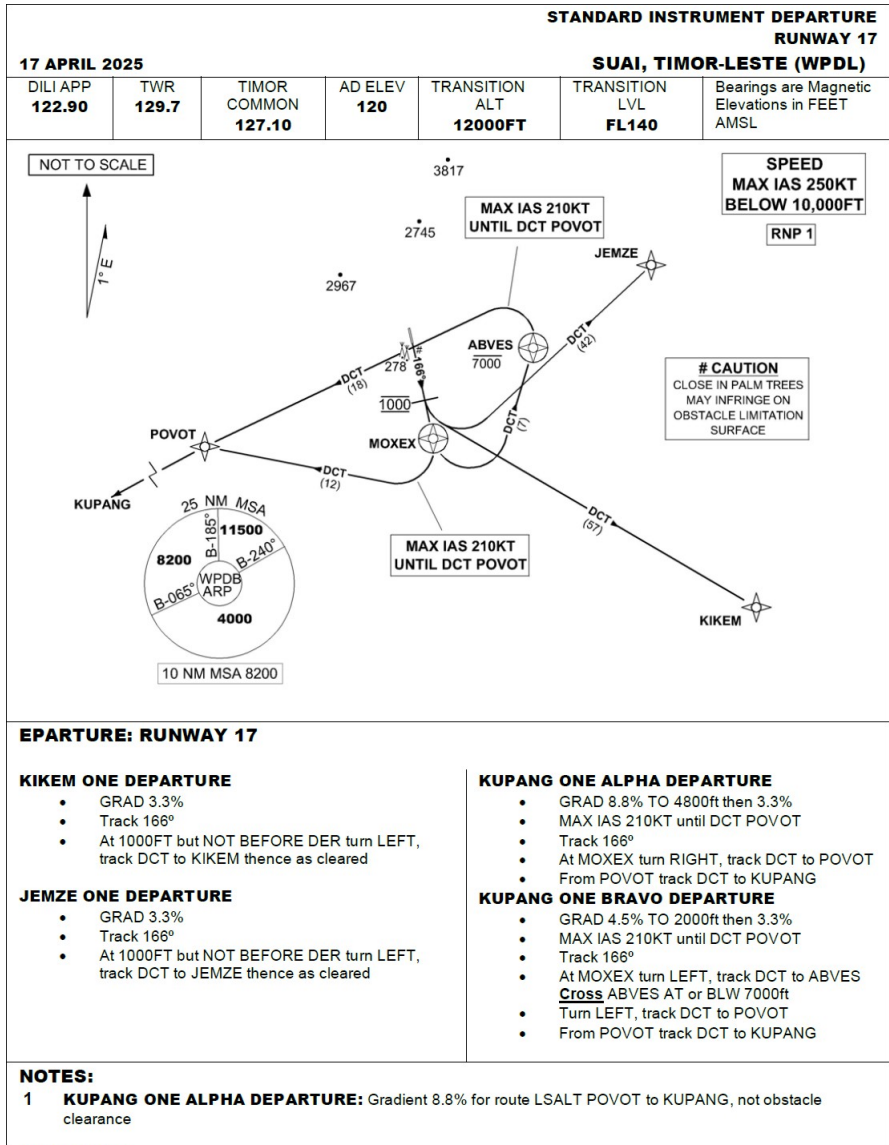 STANDARD INSTRUMENT DEPARTURE
RUNWAY 17
17 APRIL 2025
SUAI, TIMOR-LESTE (WPDL)
DILI APP
122.90
TWR
129.7
TIMOR
COMMON
127.10
AD ELEV
120
TRANSITION
ALT
12000FT
TRANSITION
LVL
FL140
Bearings are Magnetic
Elevations in FEET
AMSL
NOT TO SCALE
1° E
3817
2745
2967
MAX IAS 210KT
UNTIL DCT POVOT
SPEED
MAX IAS 250KT
BELOW 10,000FT
RNP 1
JEMZE
ABVES
7000
DCT
(42)
278
#
166°
DCT
(18)
1000
# CAUTION
CLOSE IN PALM TREES
MAY INFRINGE ON
OBSTACLE LIMITATION
SURFACE
POVOT
MOXEX
DCT
(7)
DCT
(12)
KUPANG
DCT
(57)
25 NM MSA
B-185°
11500
8200
B-240°
WPDB
ARP
B-065°
4000
10 NM MSA 8200
MAX IAS 210KT
UNTIL DCT POVOT
KIKEM
EPARTURE: RUNWAY 17
KIKEM ONE DEPARTURE
• GRAD 3.3%
• Track 166º
• At 1000FT but NOT BEFORE DER turn LEFT,
track DCT to KIKEM thence as cleared
JEMZE ONE DEPARTURE
• GRAD 3.3%
• Track 166º
• At 1000FT but NOT BEFORE DER turn LEFT,
track DCT to JEMZE thence as cleared
KUPANG ONE ALPHA DEPARTURE
• GRAD 8.8% TO 4800ft then 3.3%
• MAX IAS 210KT until DCT POVOT
• Track 166º
• At MOXEX turn RIGHT, track DCT to POVOT
• From POVOT track DCT to KUPANG
KUPANG ONE BRAVO DEPARTURE
• GRAD 4.5% TO 2000ft then 3.3%
• MAX IAS 210KT until DCT POVOT
• Track 166º
• At MOXEX turn LEFT, track DCT to ABVES
Cross ABVES AT or BLW 7000ft
• Turn LEFT, track DCT to POVOT
• From POVOT track DCT to KUPANG
NOTES:
1 KUPANG ONE ALPHA DEPARTURE: Gradient 8.8% for route LSALT POVOT to KUPANG, not obstacle
clearance